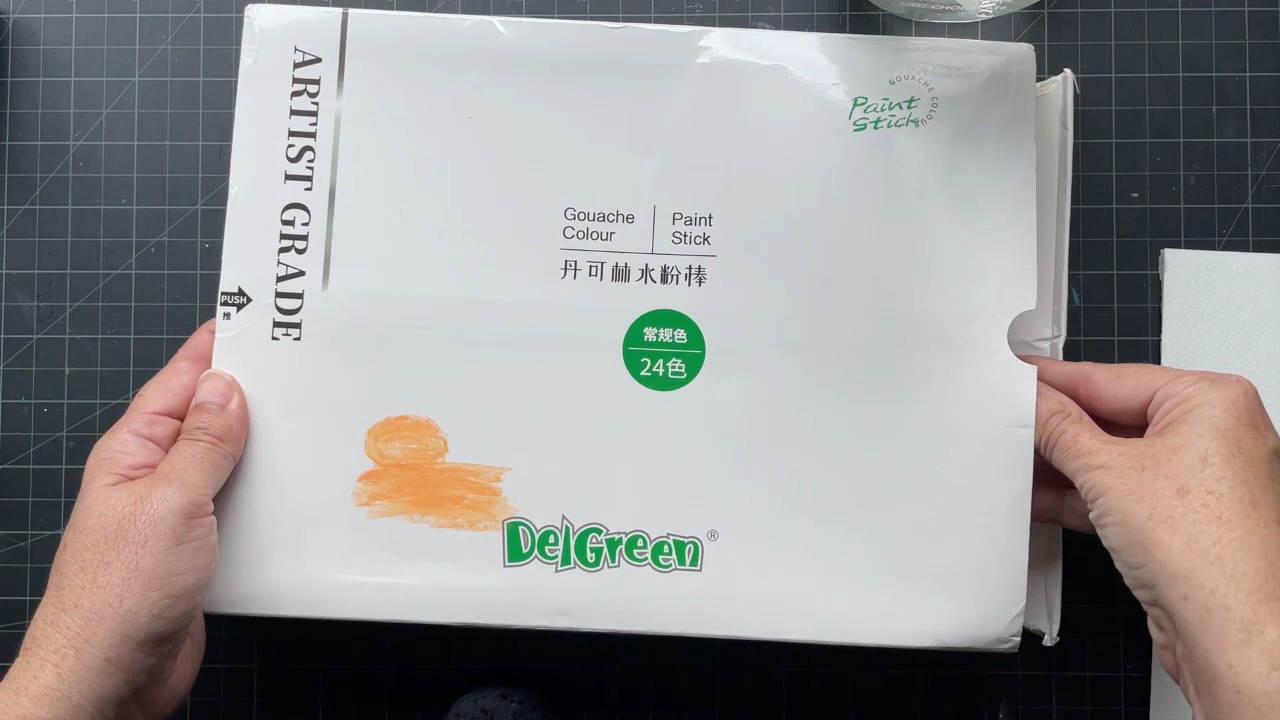 ARTIST GRADE
GOUACHE COLOUR
Paint
Stick
Gouache
Colour
Paint
Stick
丹可林水粉棒
PUSH
推
常规色
24色
DelGreen®